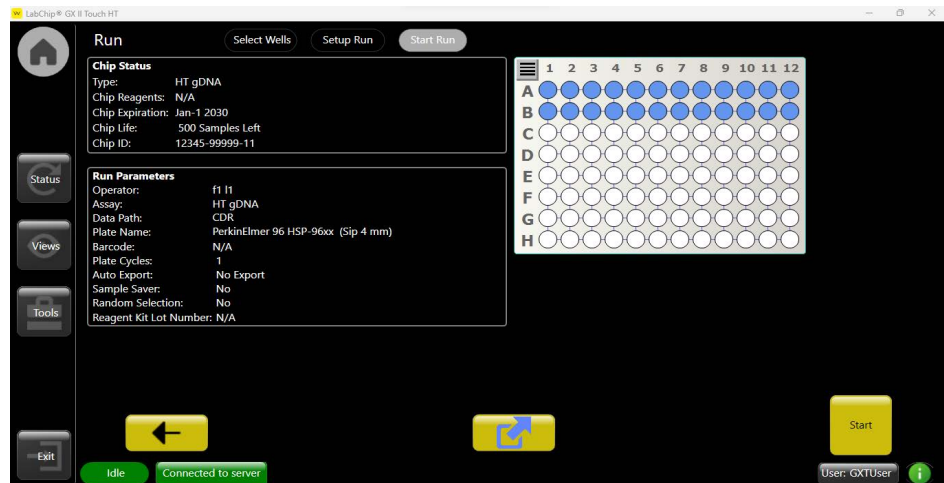 LabChip® GX II Touch HT
Run
Select Wells
Setup Run
Start Run
Chip Status
Type: HT gDNA
Chip Reagents: N/A
Chip Expiration: Jan-1 2030
Chip Life: 500 Samples Left
Chip ID: 12345-99999-11
Run Parameters
Operator: f1 l1
Assay: HT gDNA
Data Path: CDR
Plate Name: PerkinElmer 96 HSP-96xx (Sip 4 mm)
Barcode: N/A
Plate Cycles: 1
Auto Export: No Export
Sample Saver: No
Random Selection: No
Reagent Kit Lot Number: N/A
1 2 3 4 5 6 7 8 9 10 11 12
A
B
C
D
E
F
G
H
Status
Views
Tools
Exit
Start
Idle
Connected to server
User: GXTUser
i